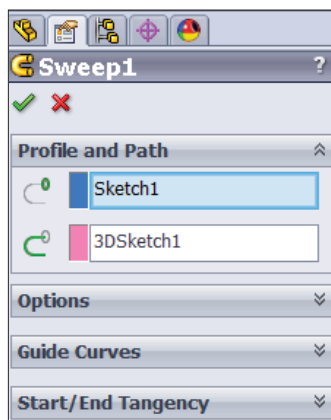 Sweep1 ?
Profile and Path
Sketch1
3DSketch1
Options
Guide Curves
Start/End Tangency